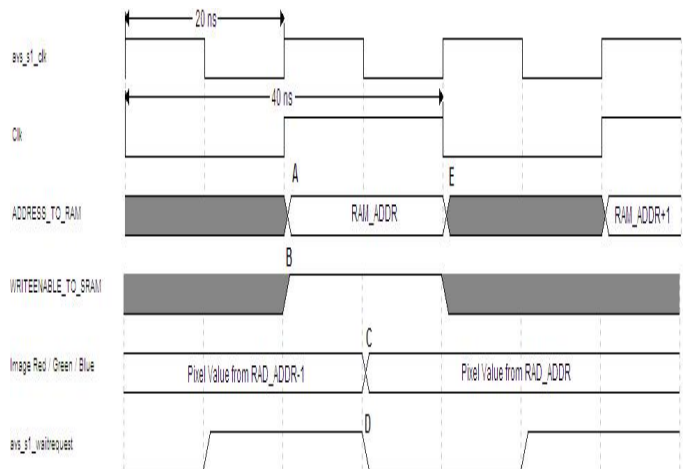 20 ns
avs_s1_clk
40 ns
Clk
A
E
ADDRESS_TO_RAM
RAM_ADDR
RAM_ADDR+1
B
WRITEENABLE_TO_SRAM
C
Image Red / Green / Blue
Pixel Value from RAD_ADDR-1
Pixel Value from RAD_ADDR
D
avs_s1_waitrequest